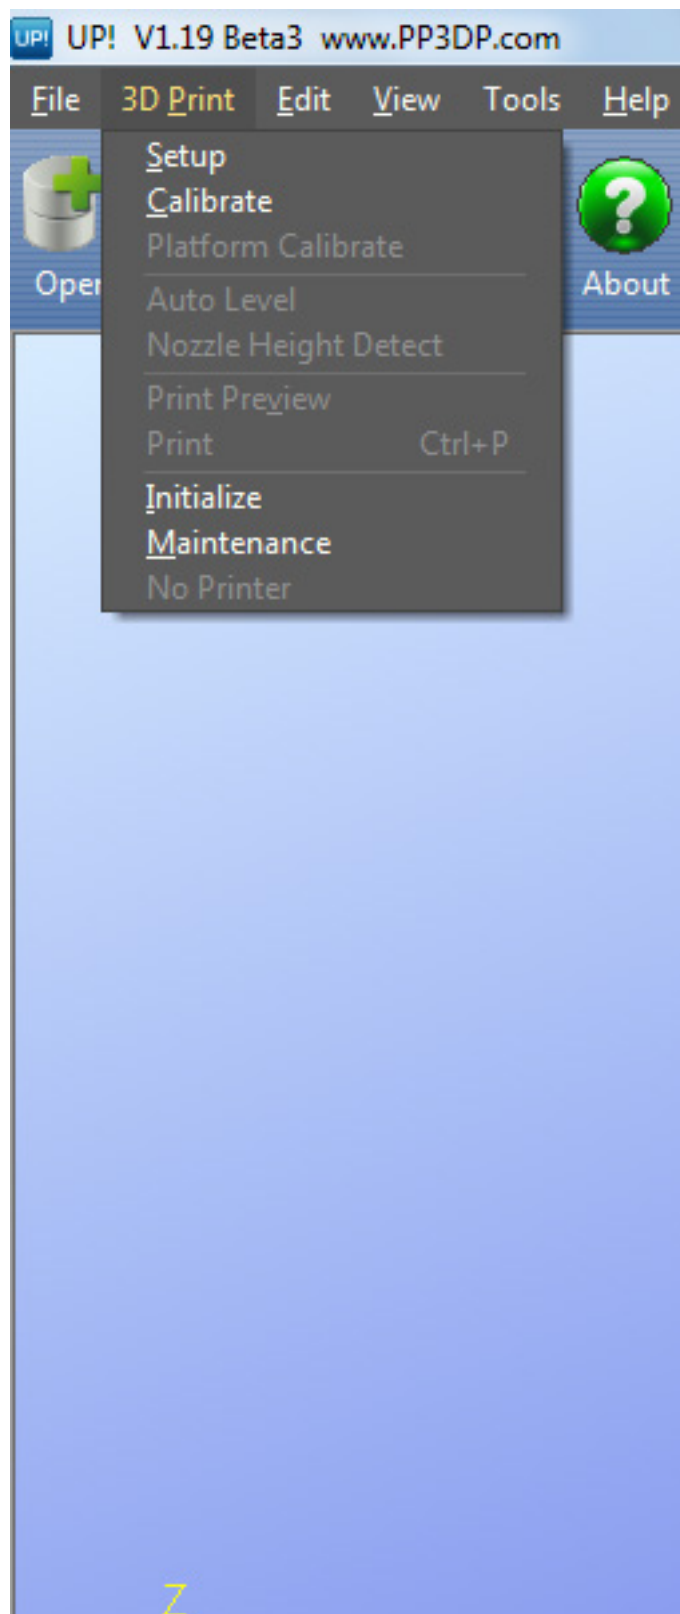 UP! UP! V1.19 Beta3 www.PP3DP.com
File 3D Print Edit View Tools Help
Setup
Calibrate
Platform Calibrate
Open About
Auto Level
Nozzle Height Detect
Print Preview
Print Ctrl+P
Initialize
Maintenance
No Printer
Z